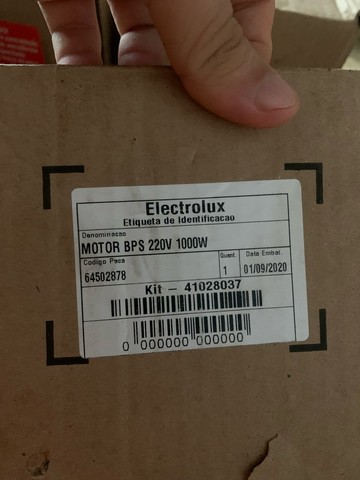 Electrolux
Etiqueta de Identificacao
Denominacao
MOTOR BPS 220V 1000W
Codigo Peca Quant. Data Embal.
64502878 1 01/09/2020
Kit - 41028037
0 000000 000000